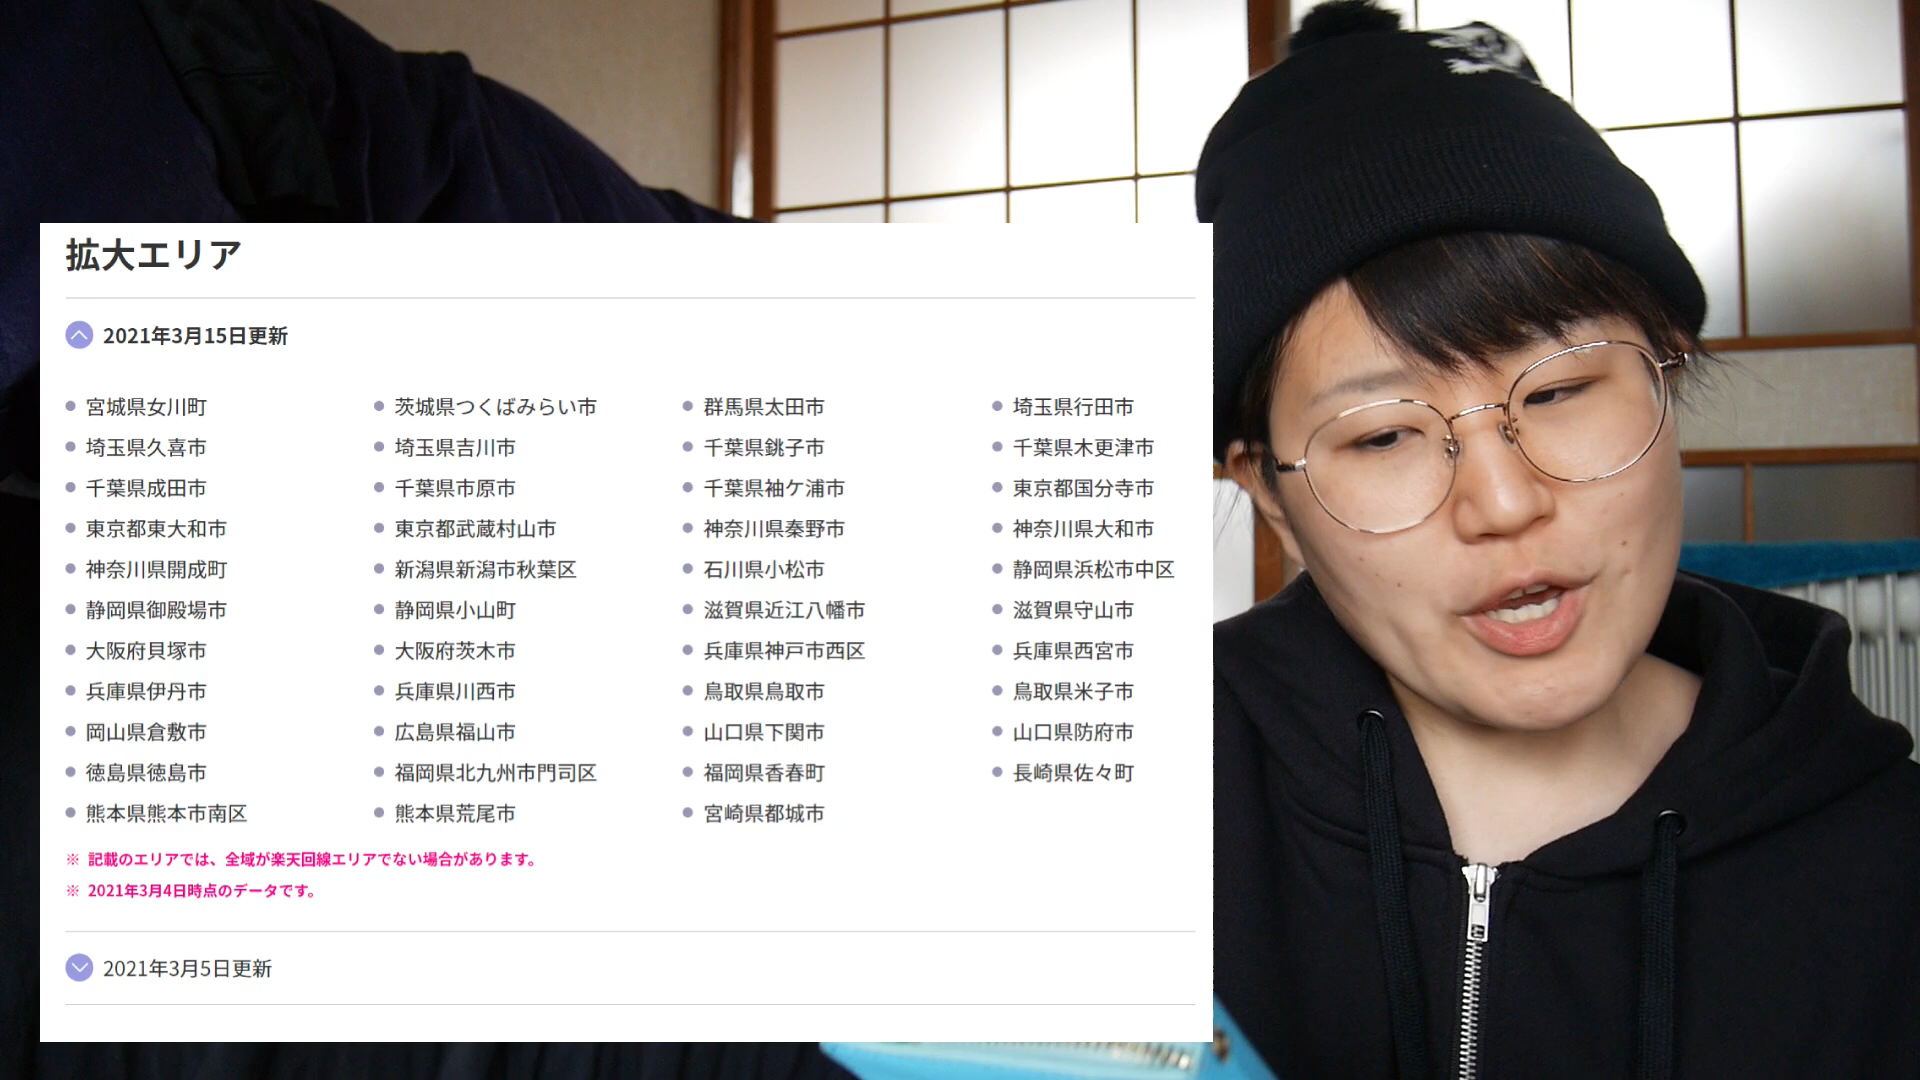 拡大エリア
2021年3月15日更新
宮城県女川町 茨城県つくばみらい市 群馬県太田市 埼玉県行田市
埼玉県久喜市 埼玉県吉川市 千葉県銚子市 千葉県木更津市
千葉県成田市 千葉県市原市 千葉県袖ケ浦市 東京都国分寺市
東京都東大和市 東京都武蔵村山市 神奈川県秦野市 神奈川県大和市
神奈川県開成町 新潟県新潟市秋葉区 石川県小松市 静岡県浜松市中区
静岡県御殿場市 静岡県小山町 滋賀県近江八幡市 滋賀県守山市
大阪府貝塚市 大阪府茨木市 兵庫県神戸市西区 兵庫県西宮市
兵庫県伊丹市 兵庫県川西市 鳥取県鳥取市 鳥取県米子市
岡山県倉敷市 広島県福山市 山口県下関市 山口県防府市
徳島県徳島市 福岡県北九州市門司区 福岡県香春町 長崎県佐々町
熊本県熊本市南区 熊本県荒尾市 宮崎県都城市
※ 記載のエリアでは、全域が楽天回線エリアでない場合があります。
※ 2021年3月4日時点のデータです。
2021年3月5日更新